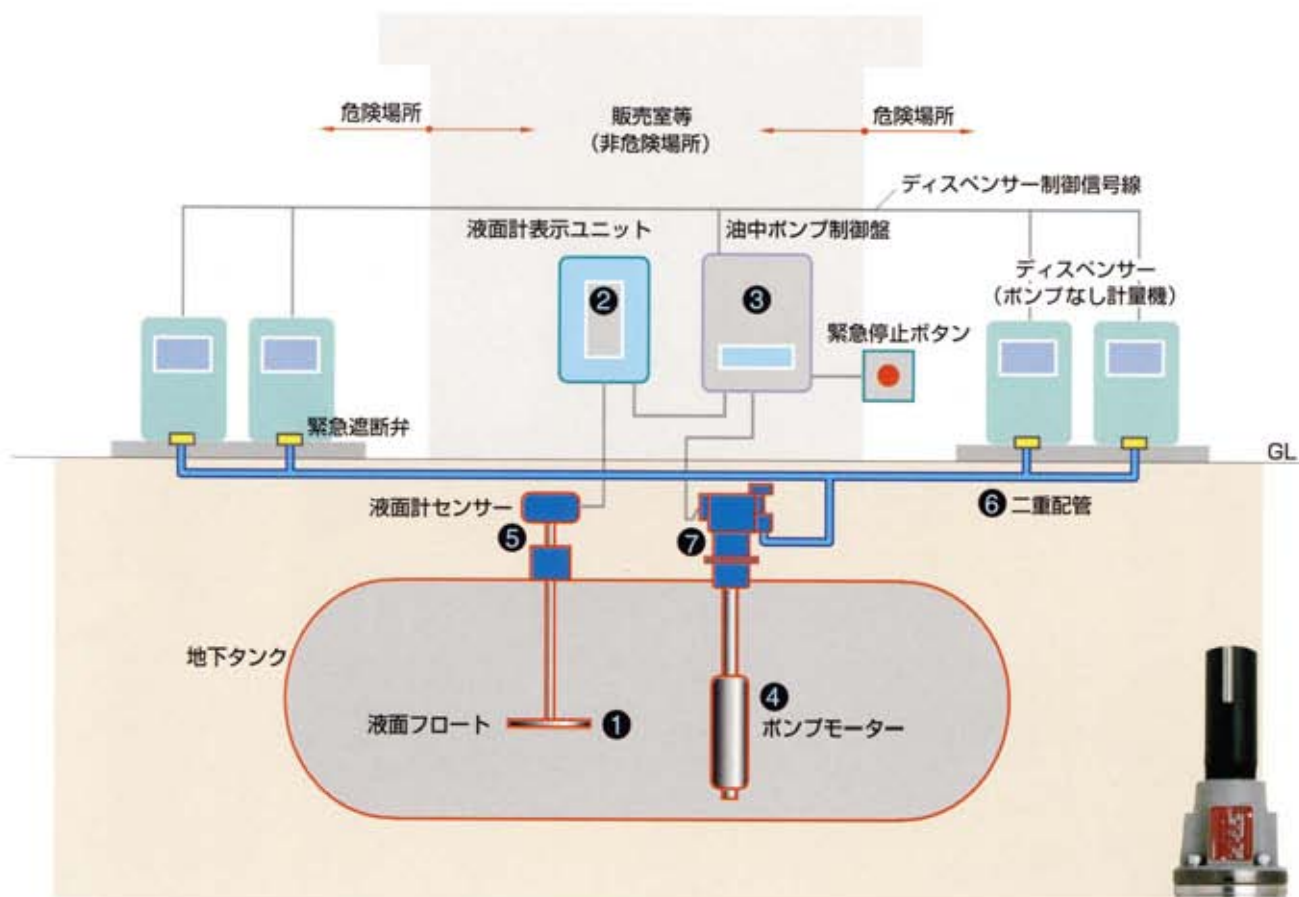 危険場所
販売室等
(非危険場所)
危険場所
ディスペンサー制御信号線
液面計表示ユニット
油中ポンプ制御盤
❷
❸
ディスペンサー
(ポンプなし計量機)
緊急停止ボタン
緊急遮断弁
GL
液面計センサー
❺
❼
❻二重配管
地下タンク
液面フロート
❶
❹
ポンプモーター